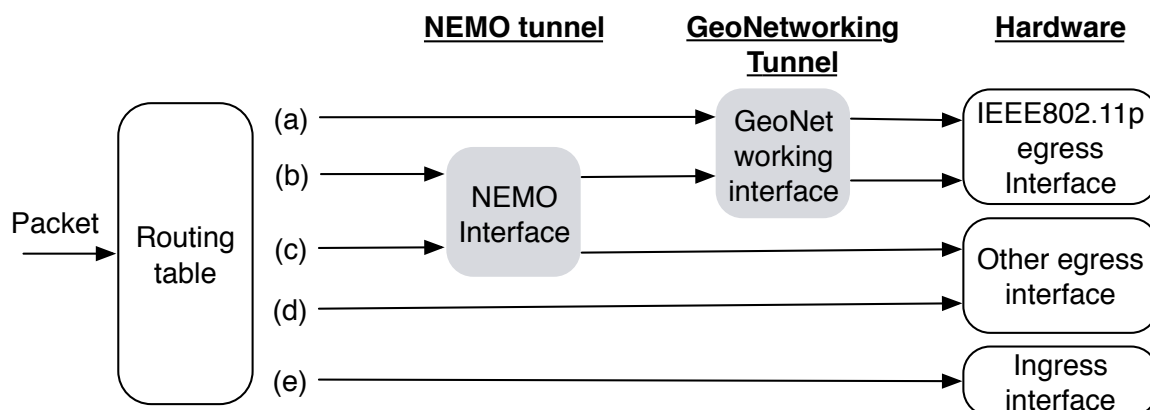 NEMO tunnel
GeoNetworking
Tunnel
Hardware
Packet
Routing
table
(a)
(b)
(c)
(d)
(e)
NEMO
Interface
GeoNet
working
interface
IEEE802.11p
egress
Interface
Other egress
interface
Ingress
interface